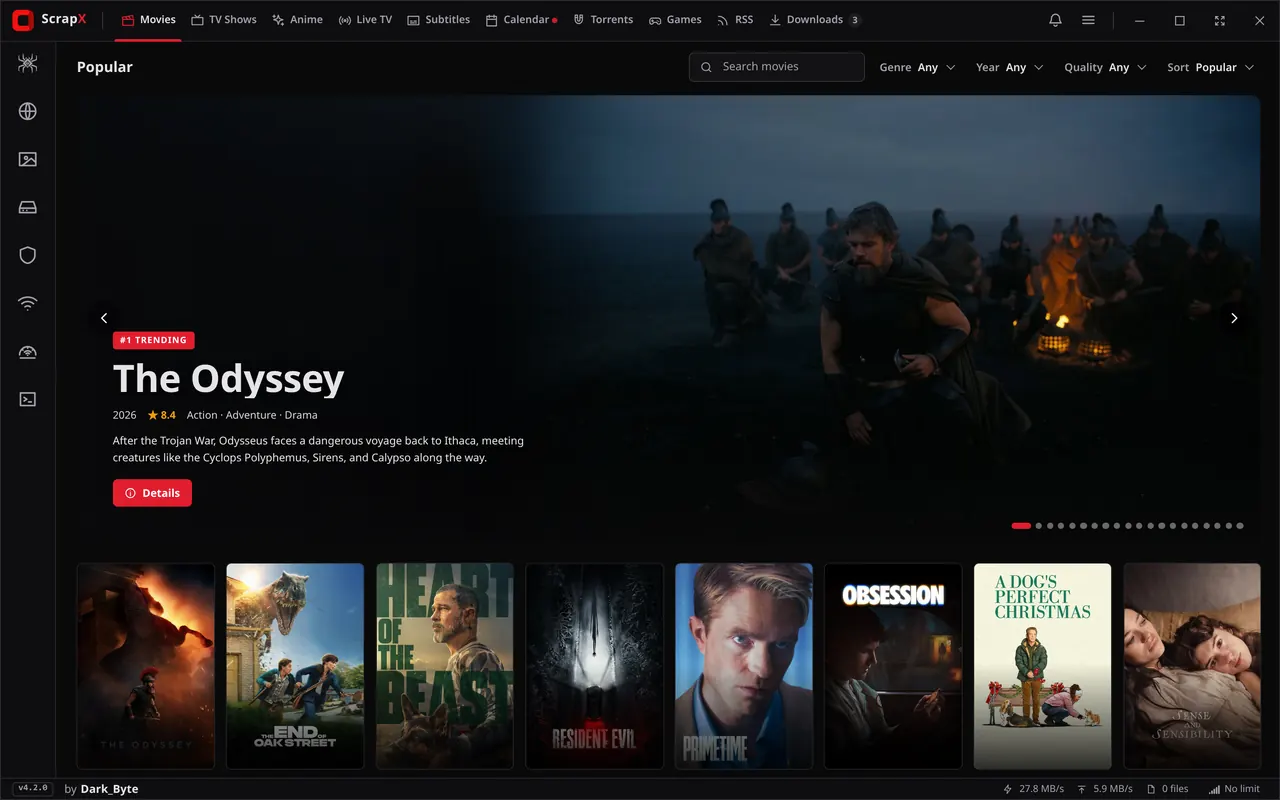 ScrapX
Movies
TV Shows
Anime
Live TV
Subtitles
Calendar
Torrents
Games
RSS
Downloads 3
Popular
Search movies
Genre Any
Year Any
Quality Any
Sort Popular
#1 TRENDING
The Odyssey
2026 ★ 8.4 Action · Adventure · Drama
After the Trojan War, Odysseus faces a dangerous voyage back to Ithaca, meeting
creatures like the Cyclops Polyphemus, Sirens, and Calypso along the way.
Details
THE ODYSSEY
THE END OF
OAK STREET
HEART
OF
THE
BEAST
RESIDENT EVIL
PRIMETIME
OBSESSION
A DOG'S
PERFECT
CHRISTMAS
SENSE
AND
SENSIBILITY
v4.2.0
by Dark_Byte
27.8 MB/s
5.9 MB/s
0 files
No limit